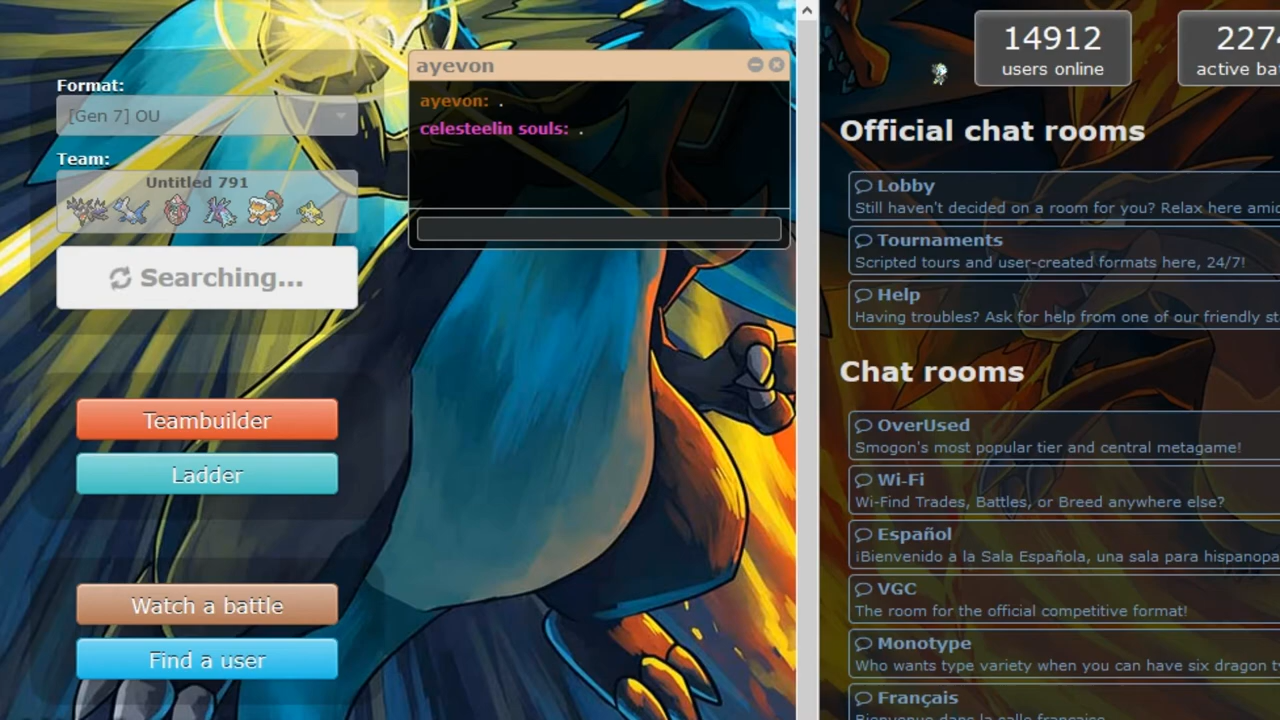 Format:
[Gen 7] OU
Team:
Untitled 791
Searching...
Teambuilder
Ladder
Watch a battle
Find a user
ayevon
ayevon: .
celesteelin souls: .
14912
users online
2274
active ba
Official chat rooms
Lobby
Still haven't decided on a room for you? Relax here amid
Tournaments
Scripted tours and user-created formats here, 24/7!
Help
Having troubles? Ask for help from one of our friendly st
Chat rooms
OverUsed
Smogon's most popular tier and central metagame!
Wi-Fi
Wi-Find Trades, Battles, or Breed anywhere else?
Español
¡Bienvenido a la Sala Española, una sala para hispanopa
VGC
The room for the official competitive format!
Monotype
Who wants type variety when you can have six dragon t
Français